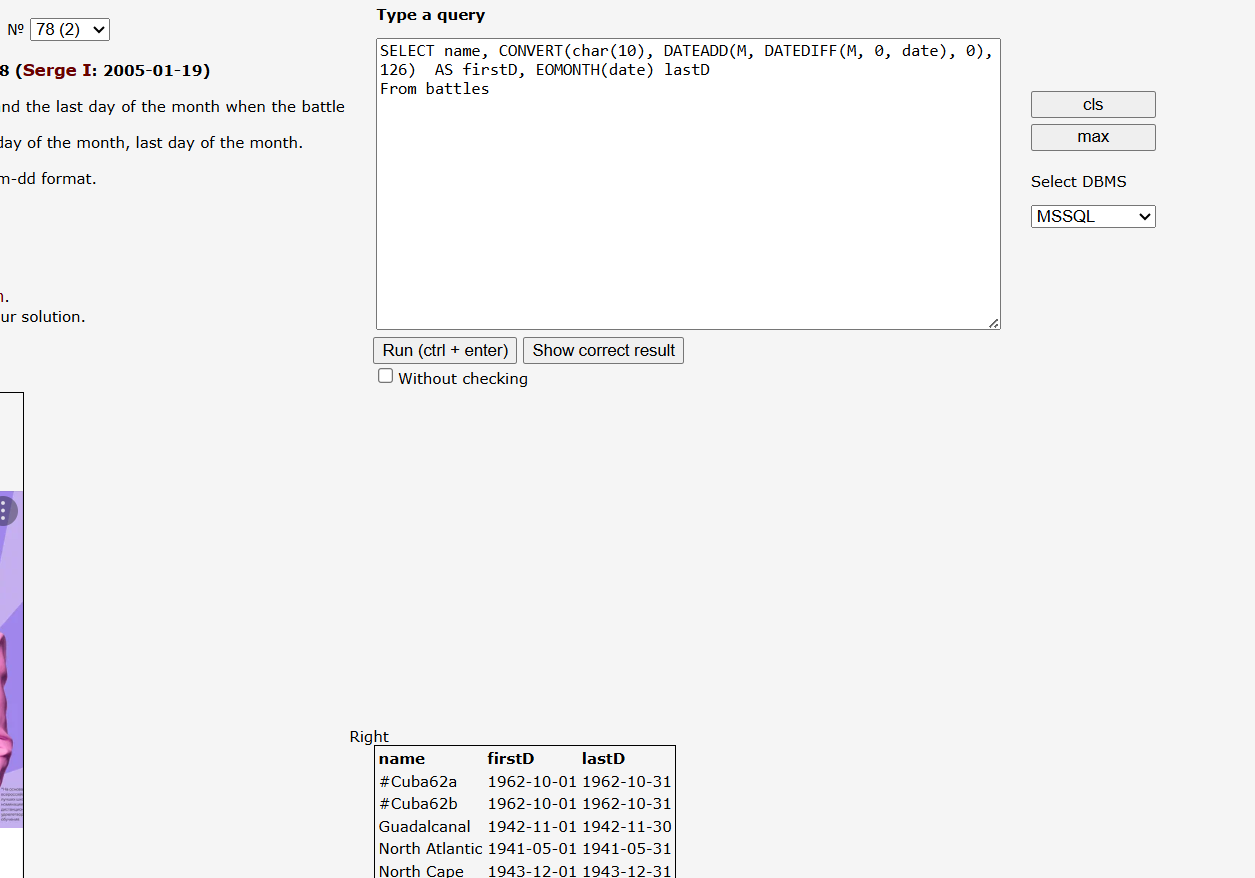 Nº 78 (2)
8 (Serge I: 2005-01-19)
nd the last day of the month when the battle
day of the month, last day of the month.
m-dd format.
n.
ur solution.
Type a query
SELECT name, CONVERT(char(10), DATEADD(M, DATEDIFF(M, 0, date), 0),
126)  AS firstD, EOMONTH(date) lastD
From battles
cls
max
Select DBMS
MSSQL
Run (ctrl + enter) Show correct result
Without checking
Right
name firstD lastD
#Cuba62a 1962-10-01 1962-10-31
#Cuba62b 1962-10-01 1962-10-31
Guadalcanal 1942-11-01 1942-11-30
North Atlantic 1941-05-01 1941-05-31
North Cape 1943-12-01 1943-12-31